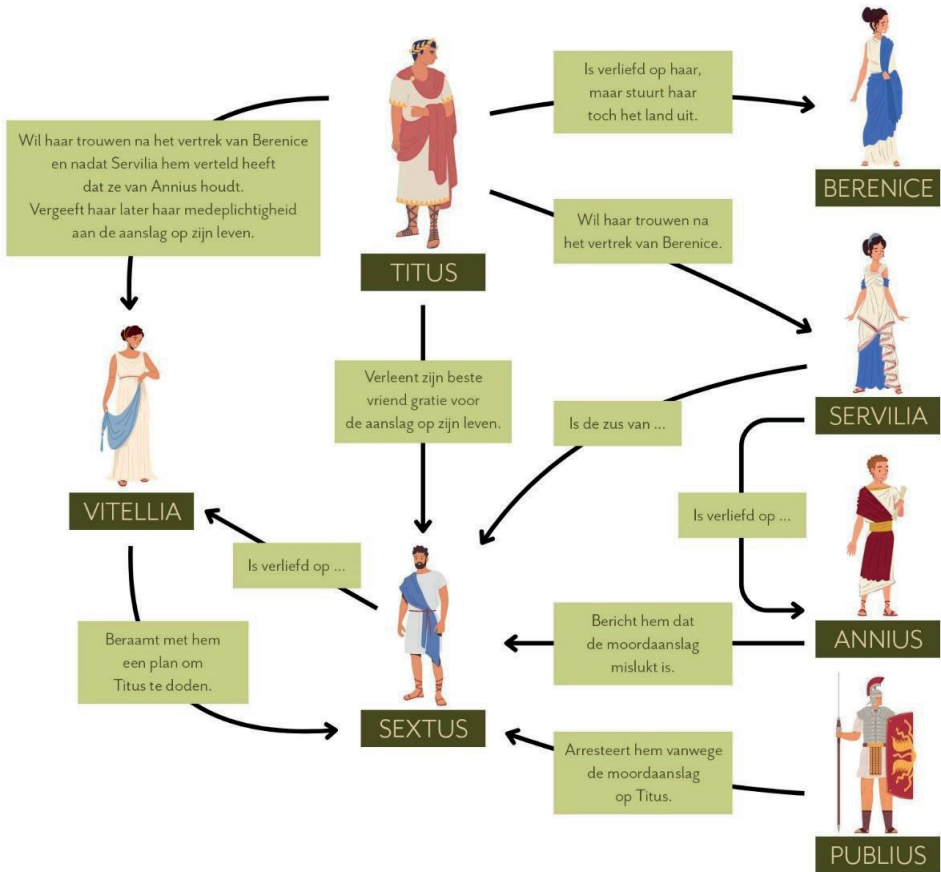 Is verliefd op haar,
maar stuurt haar
toch het land uit.
BERENICE
Wil haar trouwen na het vertrek van Berenice
en nadat Servilia hem verteld heeft
dat ze van Annius houdt.
Vergeeft haar later haar medeplichtigheid
aan de aanslag op zijn leven.
TITUS
Wil haar trouwen na
het vertrek van Berenice.
SERVILIA
Verleent zijn beste
vriend gratie voor
de aanslag op zijn leven.
Is de zus van ...
VITELLIA
Is verliefd op ...
Is verliefd op ...
ANNIUS
Beraamt met hem
een plan om
Titus te doden.
Bericht hem dat
de moordaanslag
mislukt is.
SEXTUS
Arresteert hem vanwege
de moordaanslag
op Titus.
PUBLIUS